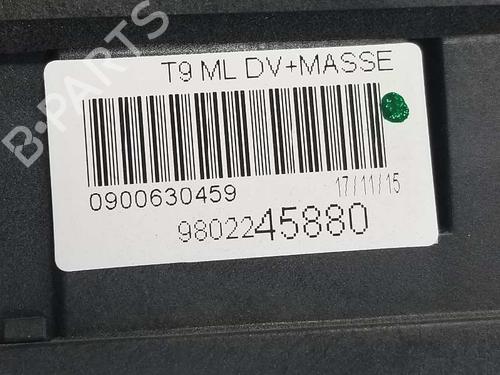 T9 ML DV+MASSE
0900630459
17/11/15
9802245880
B-PARTS